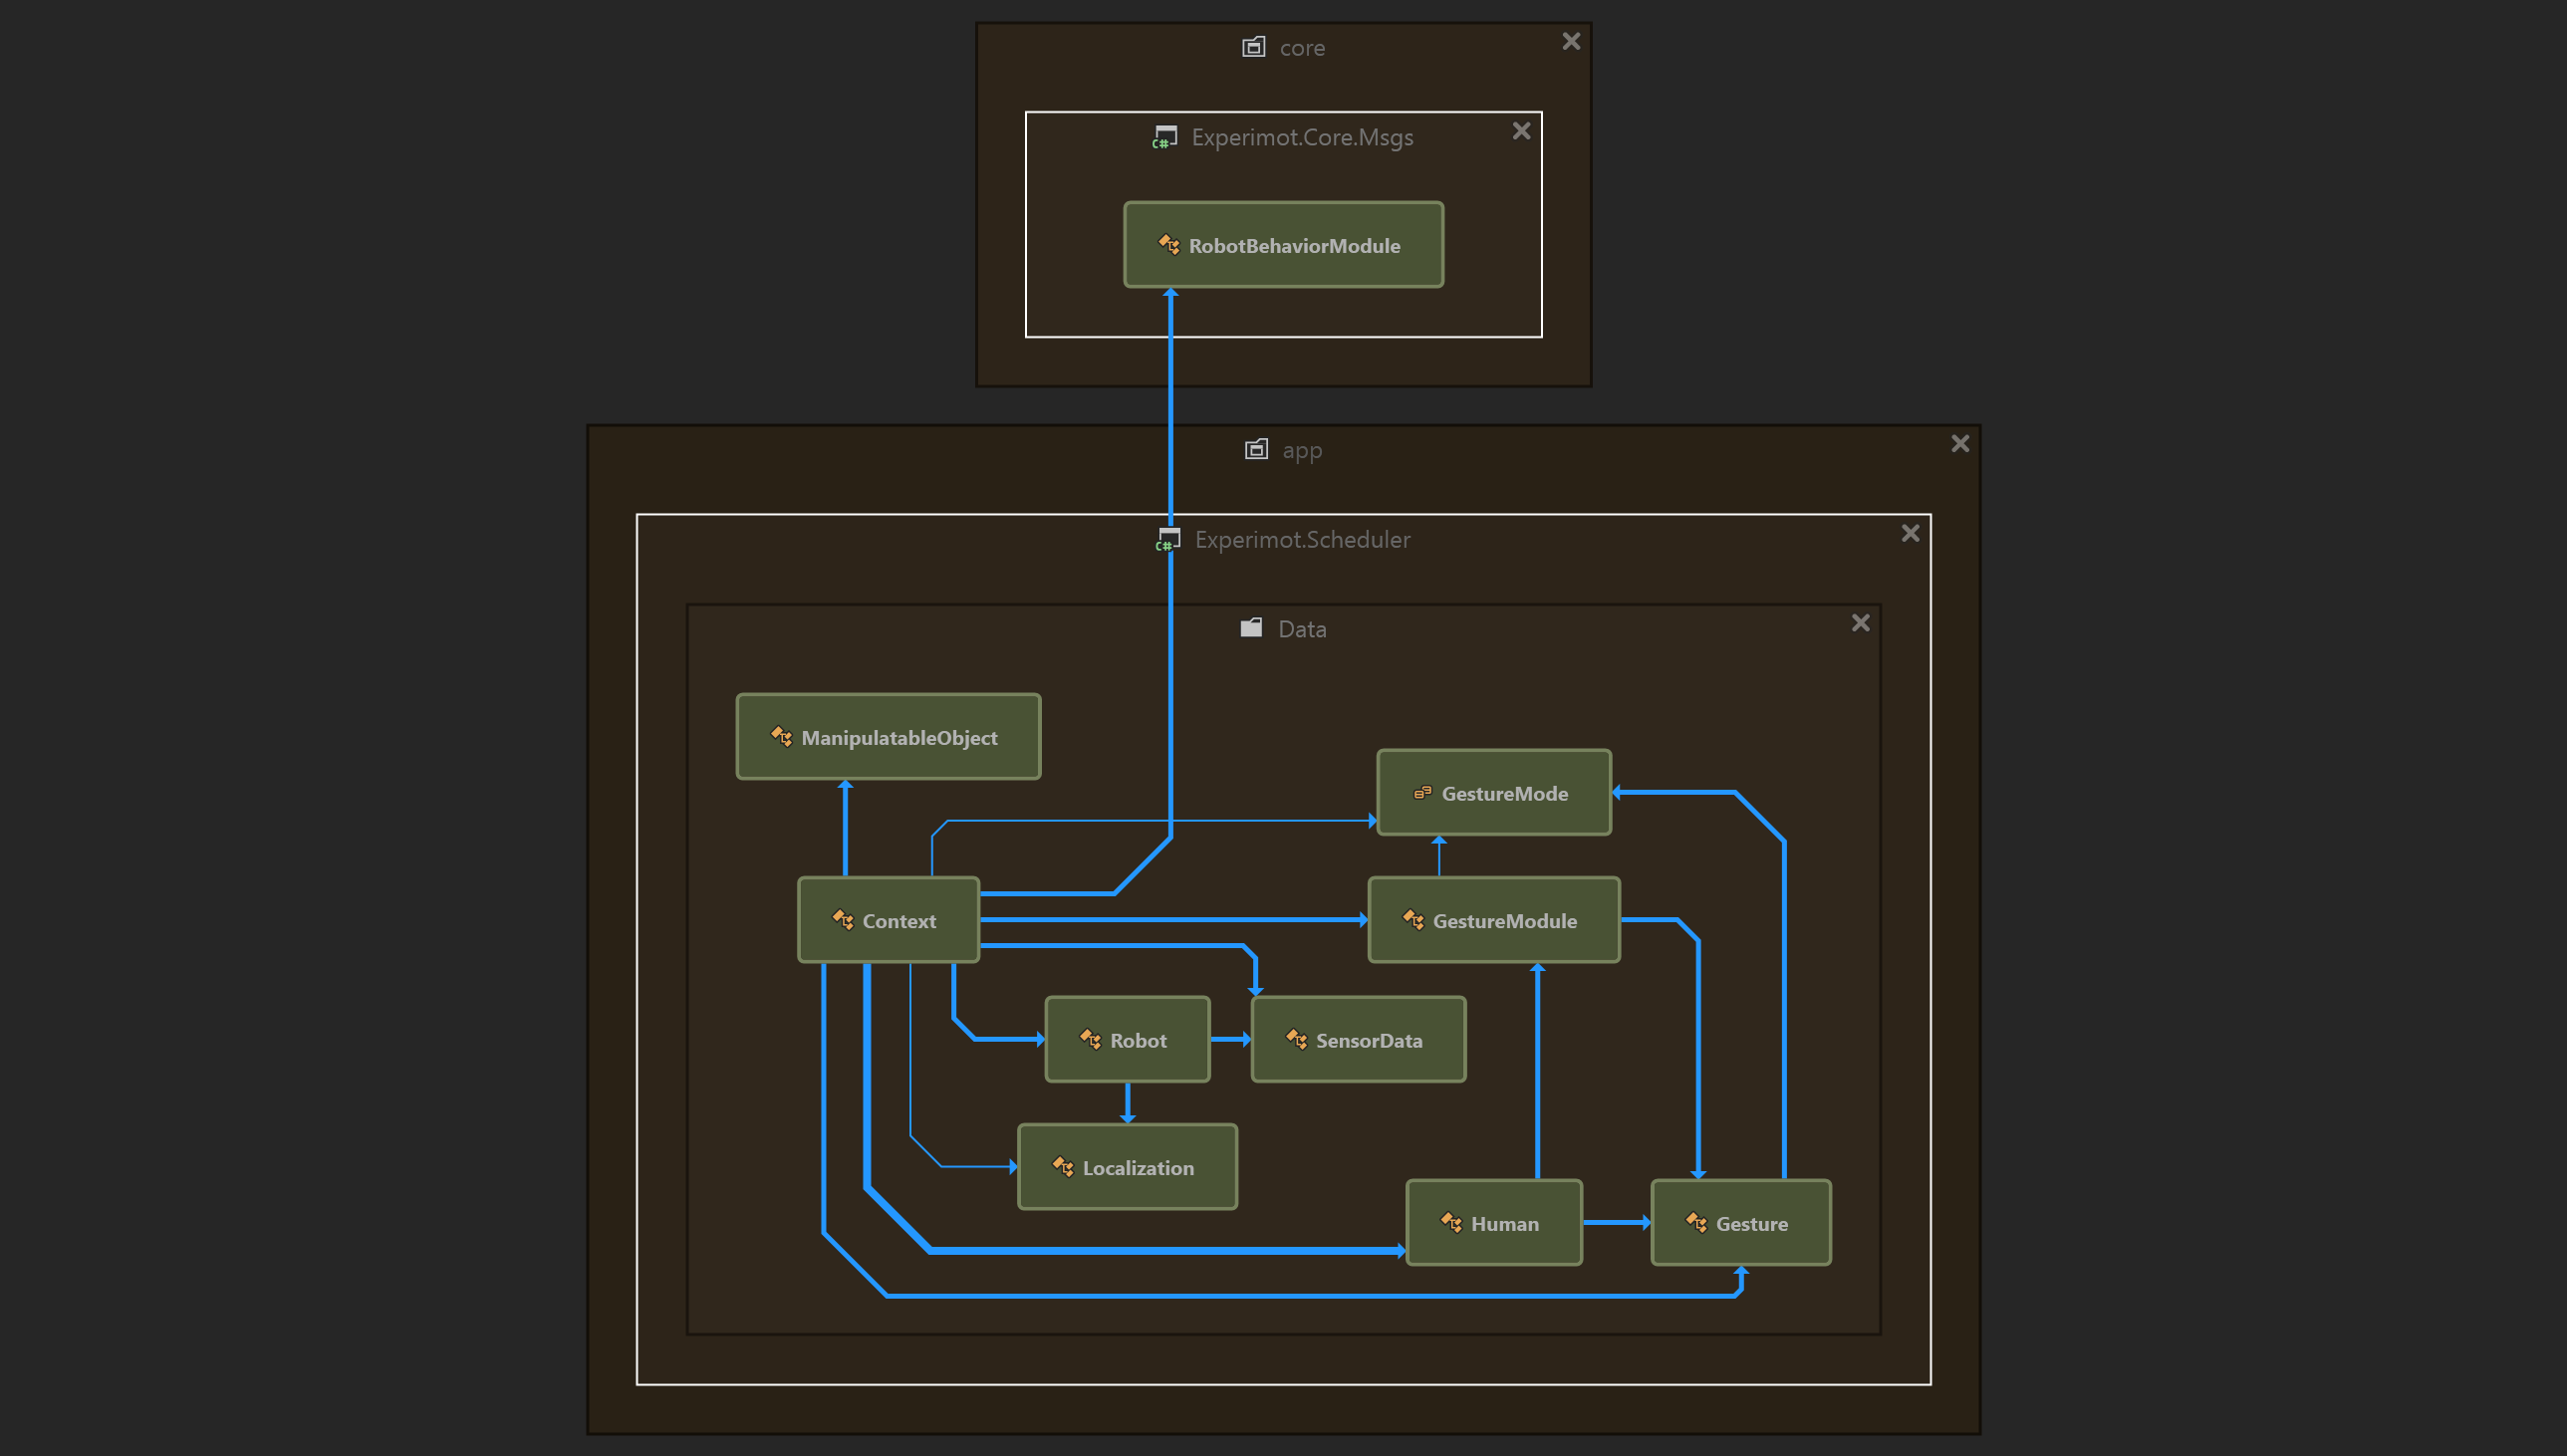 core
C# Experimot.Core.Msgs
RobotBehaviorModule
app
C# Experimot.Scheduler
Data
ManipulatableObject
GestureMode
Context
GestureModule
Robot
SensorData
Localization
Human
Gesture